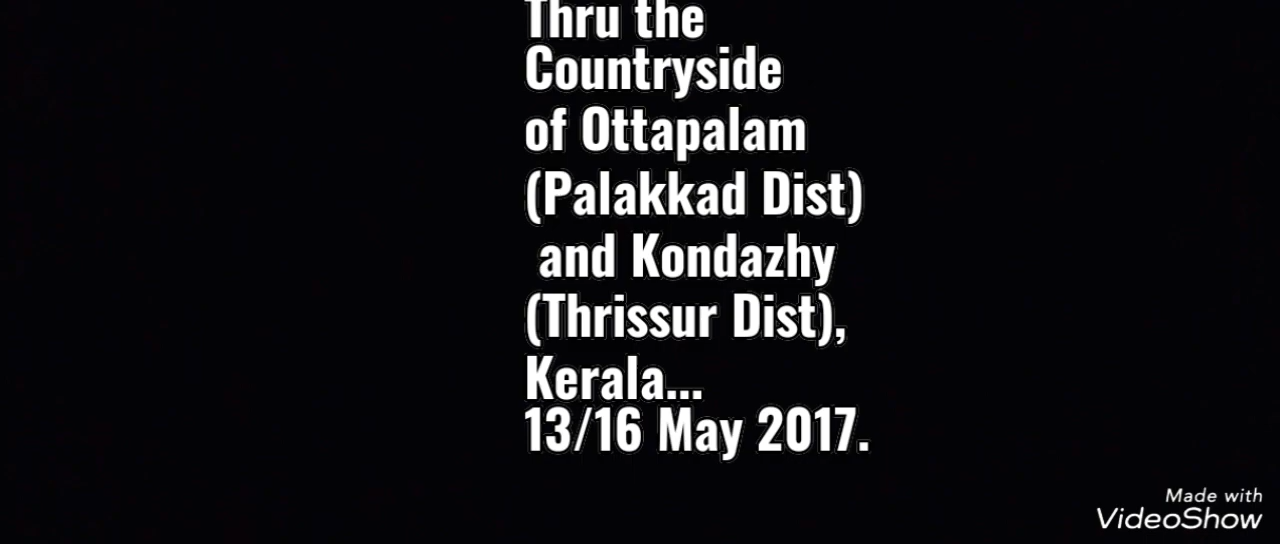 Thru the
Countryside
of Ottapalam
(Palakkad Dist)
and Kondazhy
(Thrissur Dist),
Kerala...
13/16 May 2017.
Made with
VideoShow